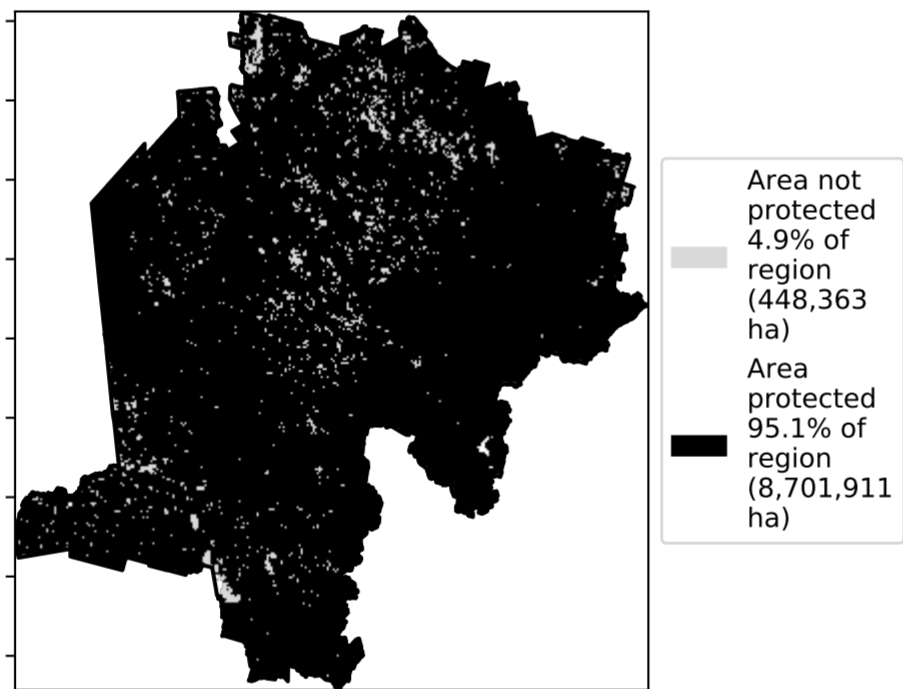 Area not
protected
4.9% of
region
(448,363
ha)
Area
protected
95.1% of
region
(8,701,911
ha)